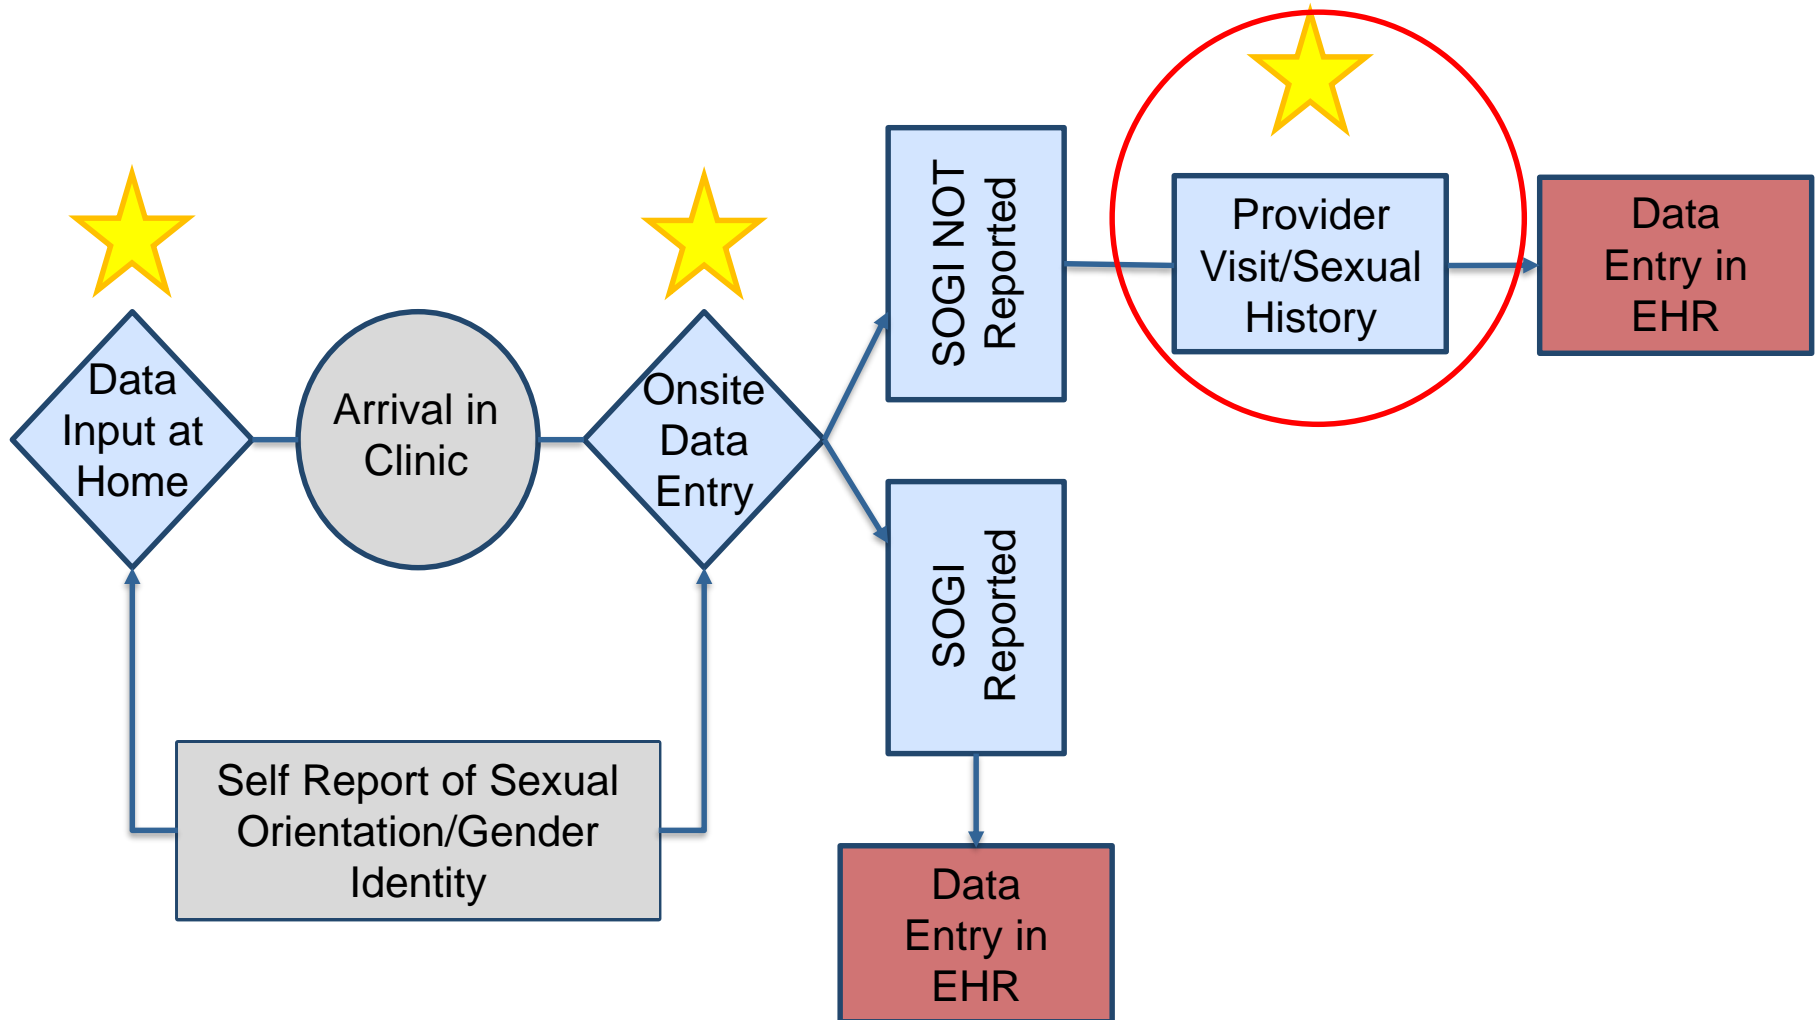 Data
Input at
Home
Arrival in
Clinic
Onsite
Data
Entry
SOGI NOT
Reported
Provider
Visit/Sexual
History
Data
Entry in
EHR
SOGI
Reported
Self Report of Sexual
Orientation/Gender
Identity
Data
Entry in
EHR